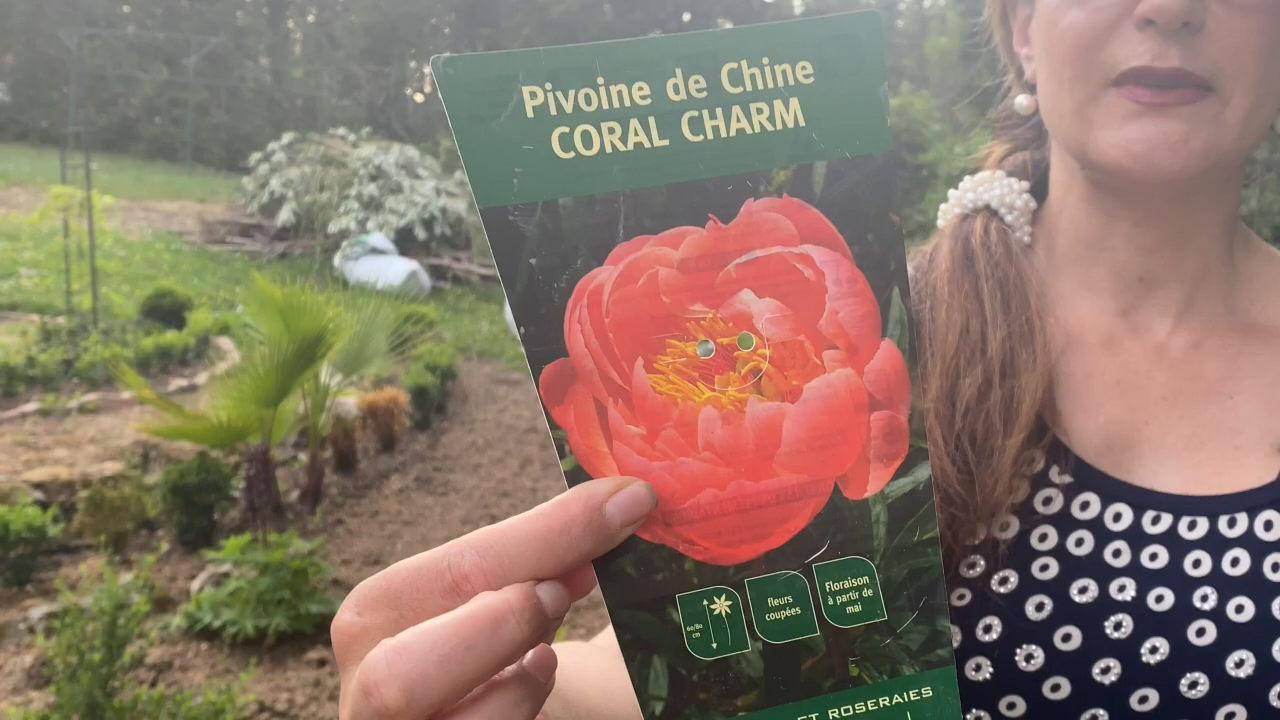 Pivoine de Chine
CORAL CHARM
60/80
cm
fleurs
coupées
Floraison
à partir de
mai
ET ROSERAIES